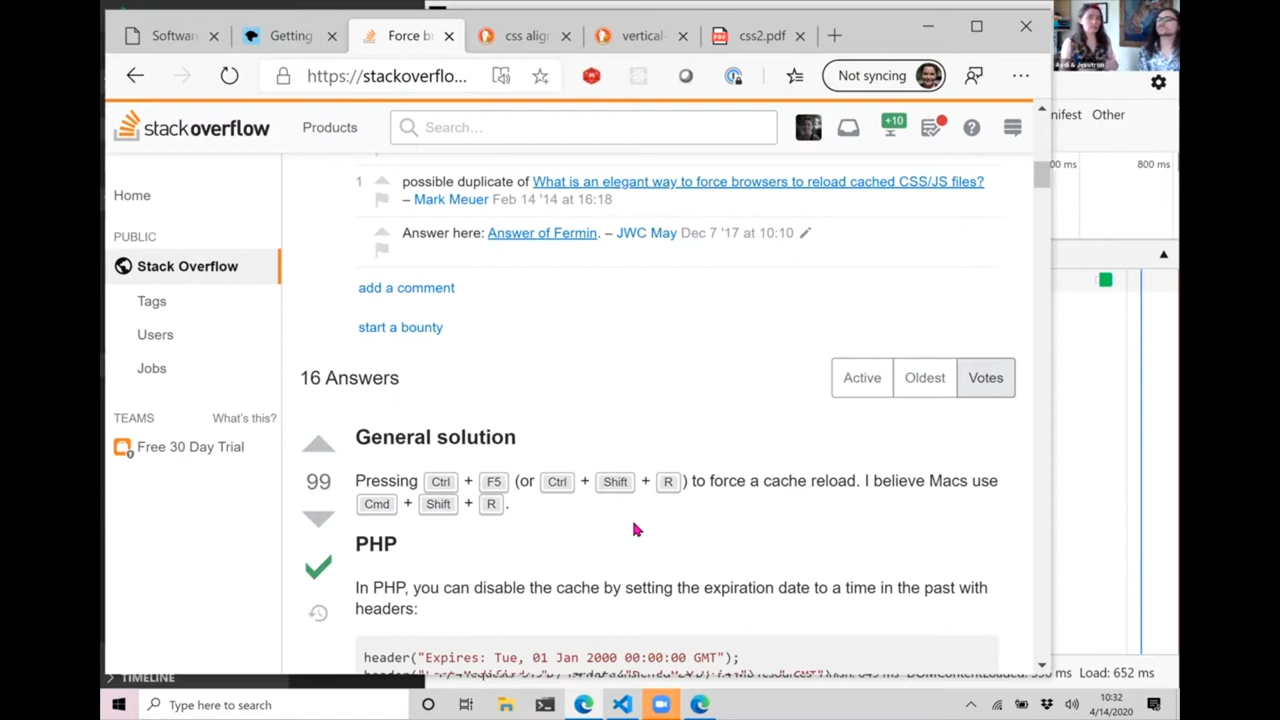 Softwar
Getting
Force br
css alig
vertical-
css2.pdf
https://stackoverflo...
Not syncing
nifest Other
stackoverflow
Products
Search...
+10
00 ms
800 ms
1
possible duplicate of What is an elegant way to force browsers to reload cached CSS/JS files?
– Mark Meuer Feb 14 '14 at 16:18
Home
PUBLIC
Answer here: Answer of Fermin. – JWC May Dec 7 '17 at 10:10
Stack Overflow
add a comment
Tags
start a bounty
Users
Jobs
16 Answers
Active
Oldest
Votes
TEAMS
What's this?
Free 30 Day Trial
General solution
99
Pressing Ctrl + F5 (or Ctrl + Shift + R) to force a cache reload. I believe Macs use
Cmd + Shift + R.
PHP
In PHP, you can disable the cache by setting the expiration date to a time in the past with
headers:
header("Expires: Tue, 01 Jan 2000 00:00:00 GMT");
TIMELINE
Load: 652 ms
Type here to search
10:32
4/14/2020